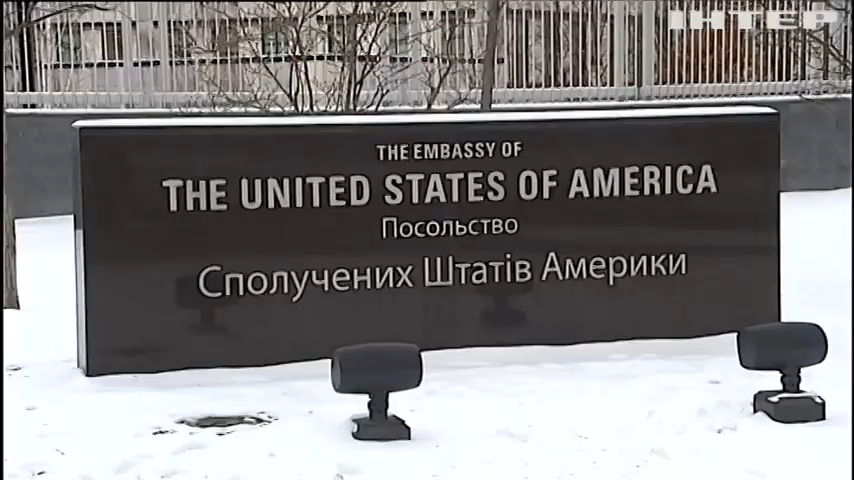 ІНТЕР
THE EMBASSY OF
THE UNITED STATES OF AMERICA
Посольство
Сполучених Штатів Америки